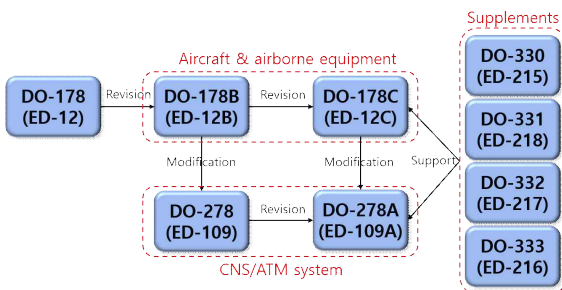 Supplements
Aircraft & airborne equipment
DO-178
(ED-12)
Revision
DO-178B
(ED-12B)
Revision
DO-178C
(ED-12C)
Modification
Modification
Support
DO-278
(ED-109)
Revision
DO-278A
(ED-109A)
CNS/ATM system
DO-330
(ED-215)
DO-331
(ED-218)
DO-332
(ED-217)
DO-333
(ED-216)